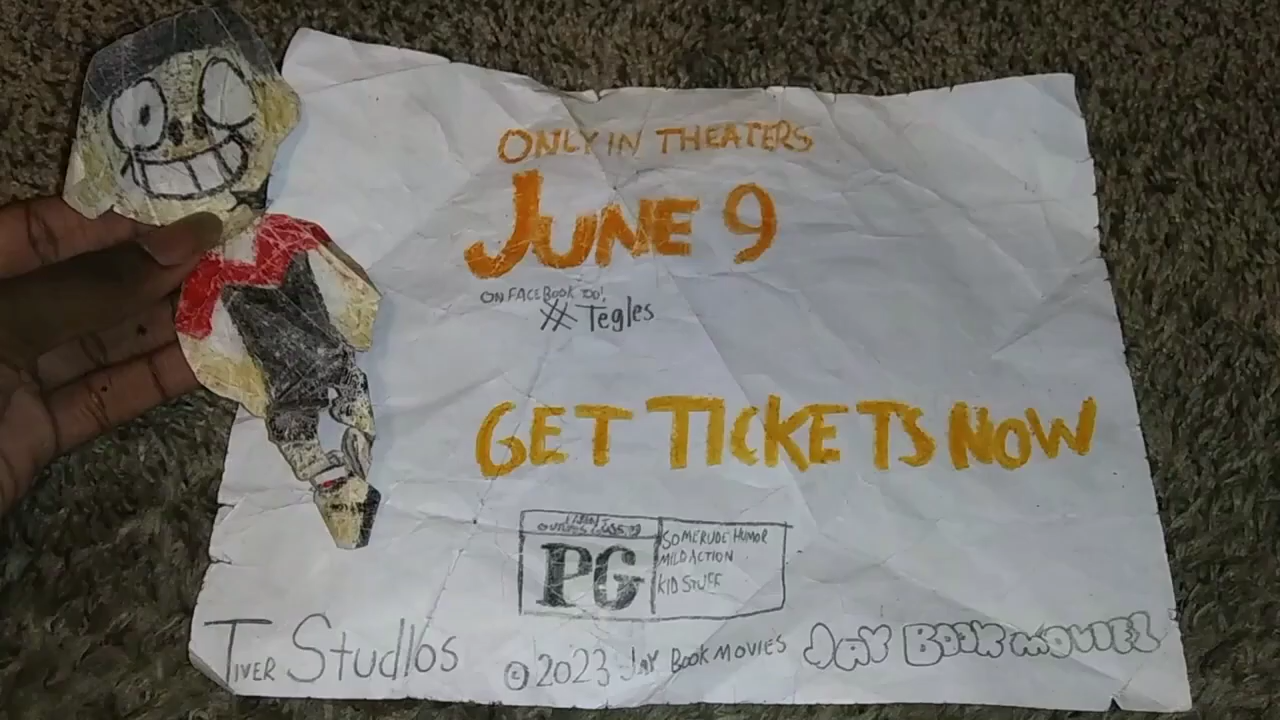 ONLY IN THEATERS
JUNE 9
ON FACEBOOK TOO!
# Tegles
GET TICKETS NOW
PG
SOME RUDE HUMOR
MILD ACTION
KID STUFF
TIVER StudIos
©2023 JAY BOOK MOVIES
JAY BOOK MOVIES